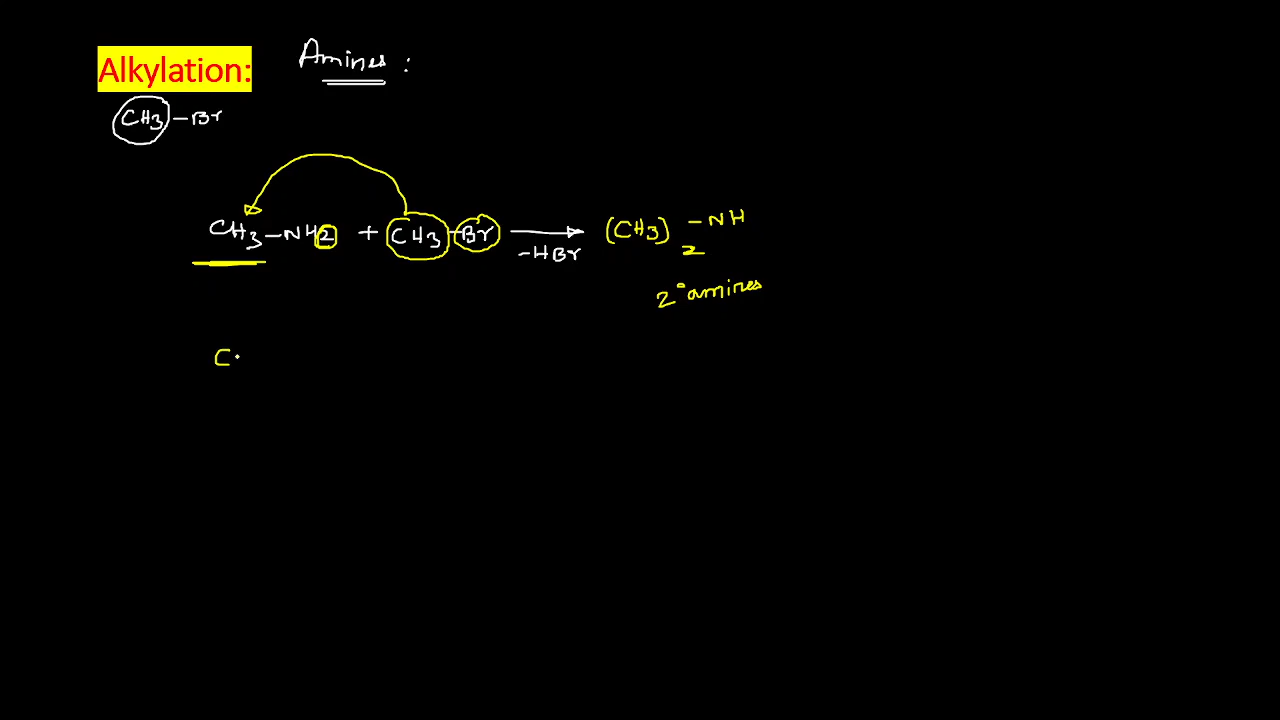 Alkylation: Amines :
CH3 – Br
CH3 – NH2 + CH3 – Br → (CH3)2 – NH
– HBr
2° amines
C